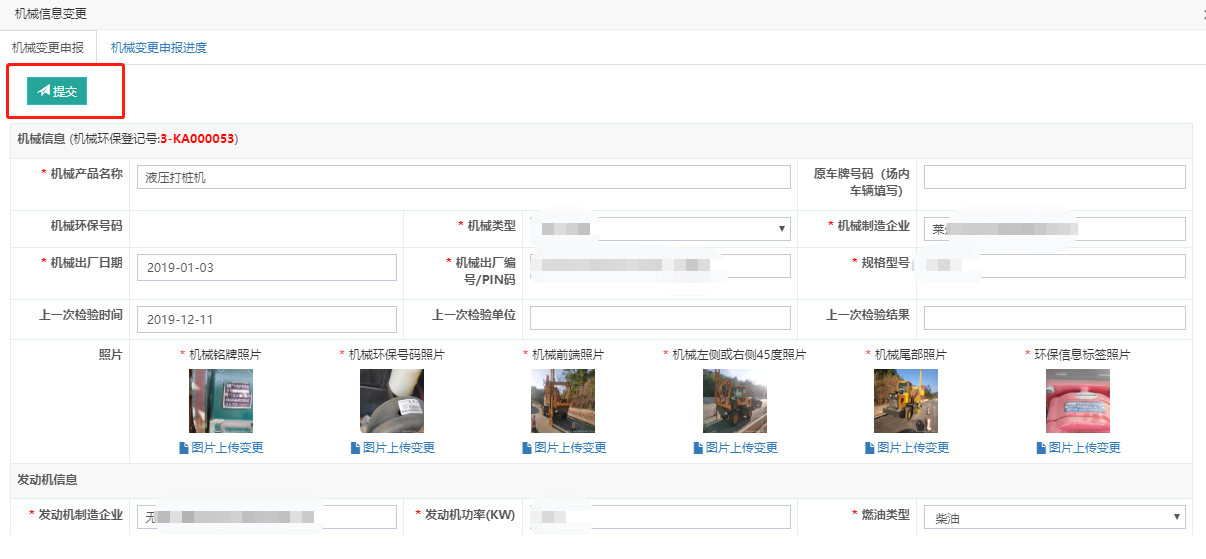 机械信息变更
机械变更申报 机械变更申报进度
提交
机械信息 (机械环保登记号:3-KA000053)
* 机械产品名称 液压打桩机 原车牌号码（场内车辆填写）
机械环保号码 * 机械类型 * 机械制造企业 莱
* 机械出厂日期 2019-01-03 * 机械出厂编号/PIN码 * 规格型号
上一次检验时间 2019-12-11 上一次检验单位 上一次检验结果
照片 * 机械铭牌照片 * 机械环保号码照片 * 机械前端照片 * 机械左侧或右侧45度照片 * 机械尾部照片 * 环保信息标签照片
图片上传变更 图片上传变更 图片上传变更 图片上传变更 图片上传变更 图片上传变更
发动机信息
* 发动机制造企业 无 * 发动机功率(KW) * 燃油类型 柴油